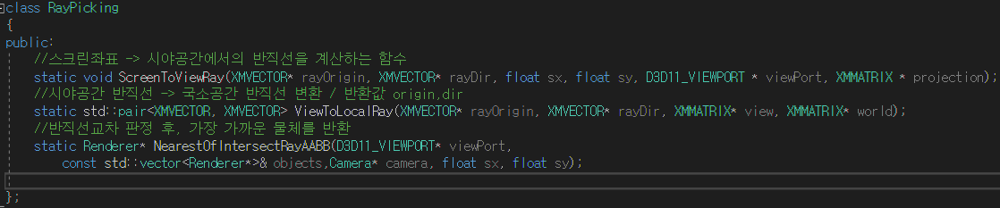 class RayPicking
{
public:
//스크린좌표 -> 시야공간에서의 반직선을 계산하는 함수
static void ScreenToViewRay(XMVECTOR* rayOrigin, XMVECTOR* rayDir, float sx, float sy, D3D11_VIEWPORT * viewPort, XMMATRIX * projection);
//시야공간 반직선 -> 국소공간 반직선 변환 / 반환값 origin,dir
static std::pair<XMVECTOR, XMVECTOR> ViewToLocalRay(XMVECTOR* rayOrigin, XMVECTOR* rayDir, XMMATRIX* view, XMMATRIX* world);
//반직선교차 판정 후, 가장 가까운 물체를 반환
static Renderer* NearestOfIntersectRayAABB(D3D11_VIEWPORT* viewPort,
const std::vector<Renderer*>& objects,Camera* camera, float sx, float sy);
};